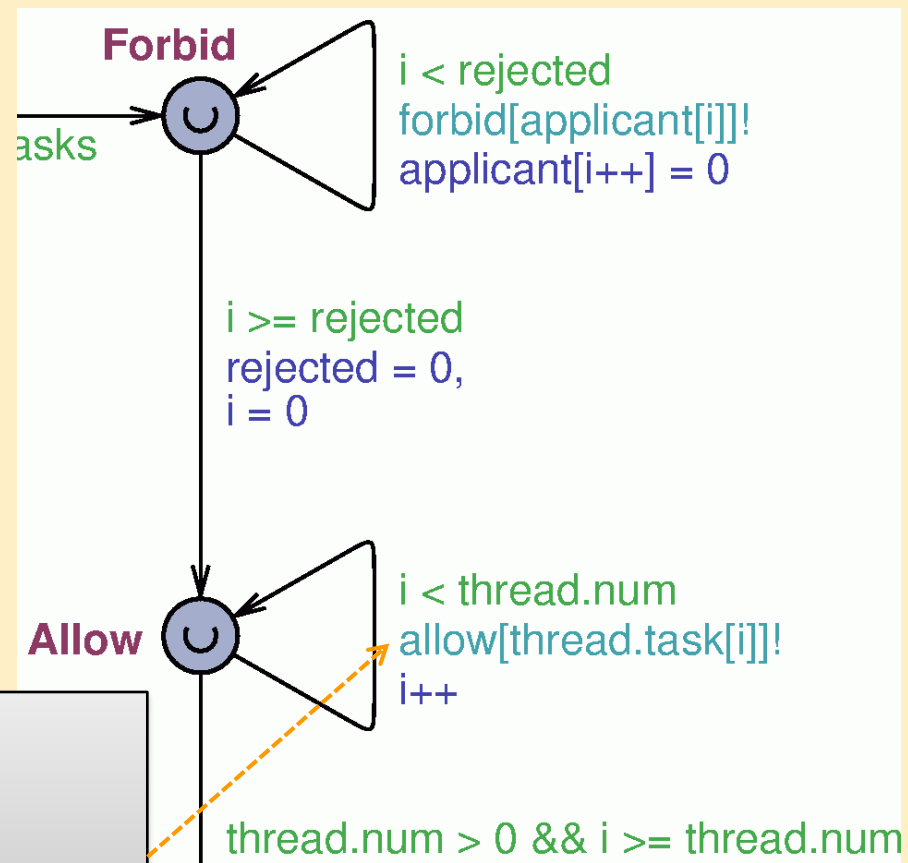 Forbid
i < rejected
forbid[applicant[i]]!
applicant[i++] = 0
asks
i >= rejected
rejected = 0,
i = 0
Allow
i < thread.num
allow[thread.task[i]]!
i++
thread.num > 0 && i >= thread.num